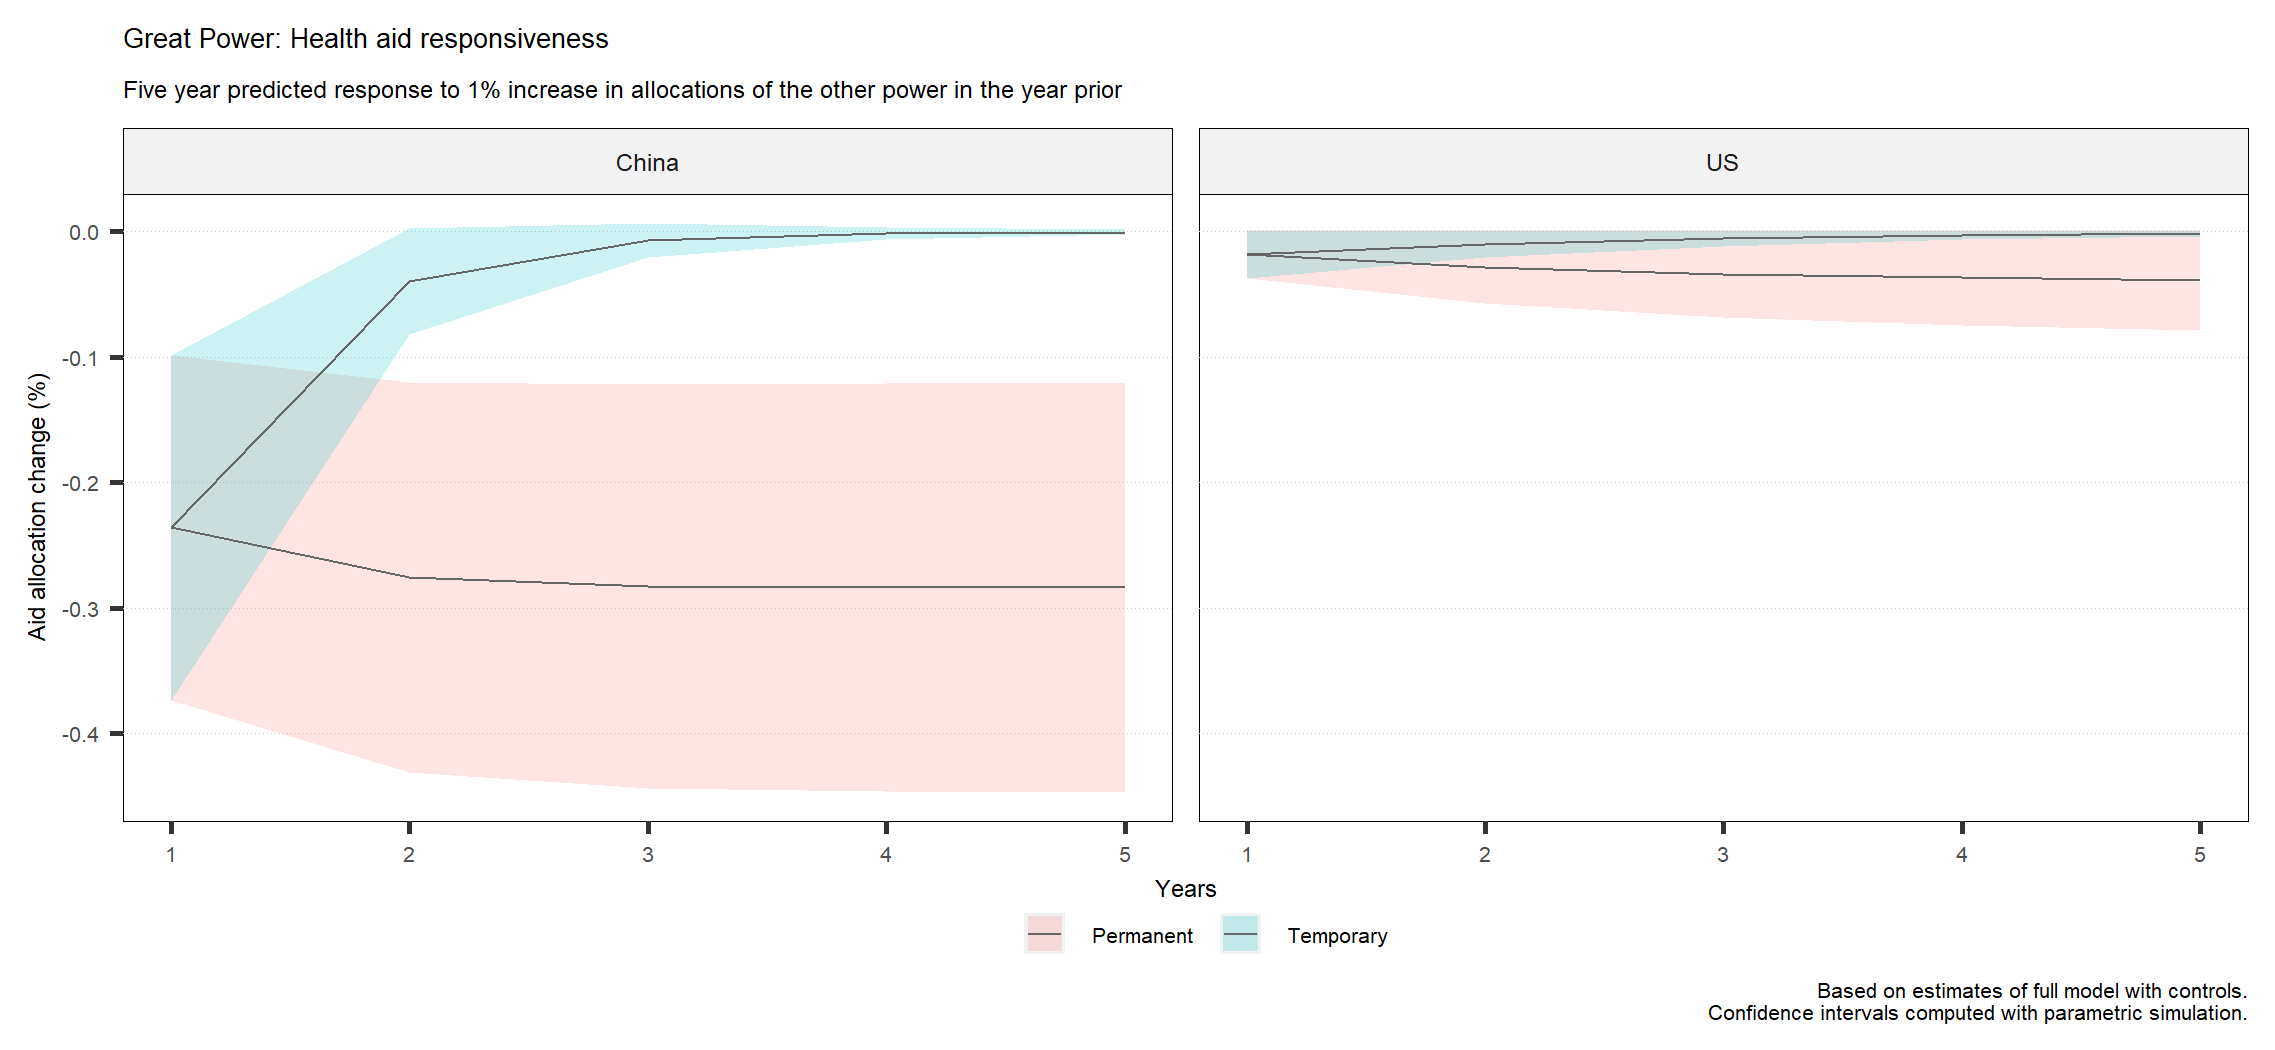 Great Power: Health aid responsiveness
Five year predicted response to 1% increase in allocations of the other power in the year prior
China
US
Aid allocation change (%)
0.0
-0.1
-0.2
-0.3
-0.4
1 2 3 4 5
1 2 3 4 5
Years
Permanent Temporary
Based on estimates of full model with controls.
Confidence intervals computed with parametric simulation.